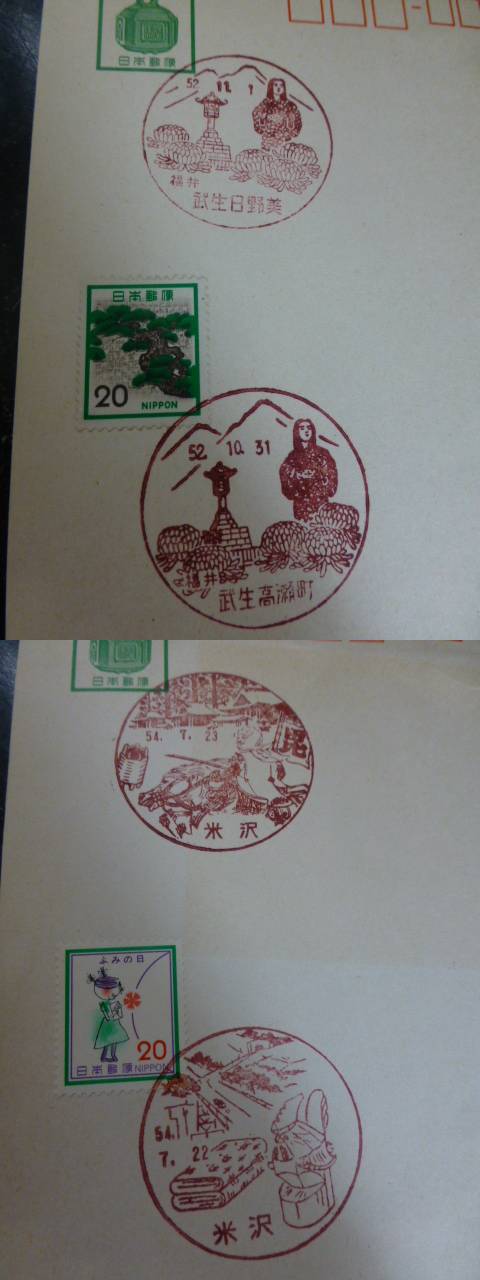 日本郵便
52. 11. 1
福井
武生日野美
日本郵便
20
NIPPON
52. 10. 31
福井
武生高瀬町
日本郵便
54. 7. 23
毘
米沢
ふみの日
20
日本郵便 NIPPON
54.
7. 22
米沢